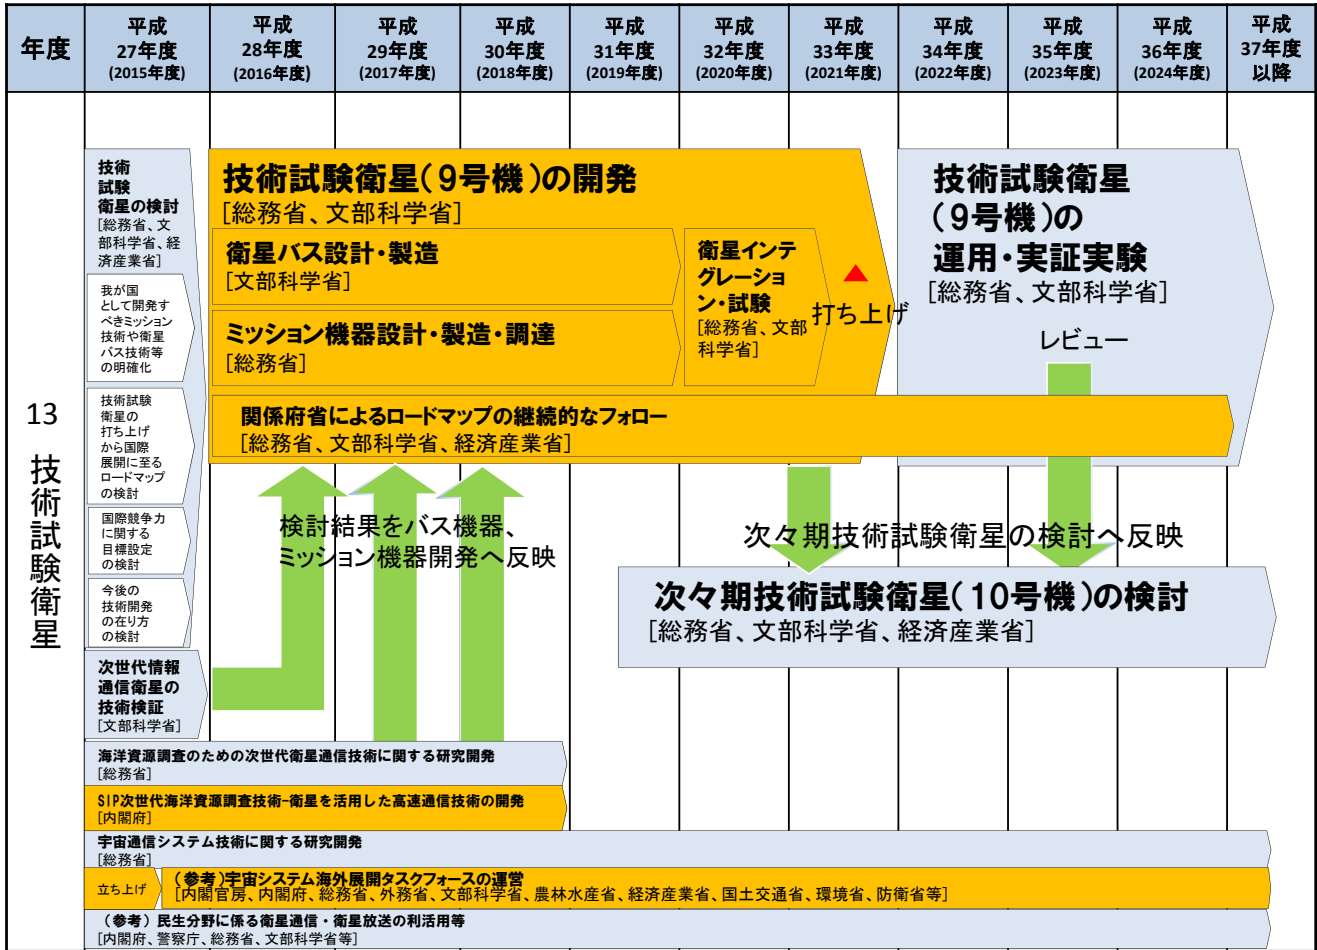 年度
平成
27年度
(2015年度)
平成
28年度
(2016年度)
平成
29年度
(2017年度)
平成
30年度
(2018年度)
平成
31年度
(2019年度)
平成
32年度
(2020年度)
平成
33年度
(2021年度)
平成
34年度
(2022年度)
平成
35年度
(2023年度)
平成
36年度
(2024年度)
平成
37年度
以降
13
技術試験衛星
技術
試験
衛星の検討
[総務省、文
部科学省、経
済産業省]
我が国
として開発す
べきミッション
技術や衛星
バス技術等
の明確化
技術試験
衛星の
打ち上げ
から国際
展開に至る
ロードマップ
の検討
国際競争力
に関する
目標設定
の検討
今後の
技術開発
の在り方
の検討
次世代情報
通信衛星の
技術検証
[文部科学省]
技術試験衛星(9号機)の開発
[総務省、文部科学省]
衛星バス設計・製造
[文部科学省]
ミッション機器設計・製造・調達
[総務省]
衛星インテ
グレーショ
ン・試験
[総務省、文部
科学省]
打ち上げ
技術試験衛星
(9号機)の
運用・実証実験
[総務省、文部科学省]
レビュー
関係府省によるロードマップの継続的なフォロー
[総務省、文部科学省、経済産業省]
検討結果をバス機器、
ミッション機器開発へ反映
次々期技術試験衛星の検討へ反映
次々期技術試験衛星(10号機)の検討
[総務省、文部科学省、経済産業省]
海洋資源調査のための次世代衛星通信技術に関する研究開発
[総務省]
SIP次世代海洋資源調査技術-衛星を活用した高速通信技術の開発
[内閣府]
宇宙通信システム技術に関する研究開発
[総務省]
立ち上げ
(参考)宇宙システム海外展開タスクフォースの運営
[内閣官房、内閣府、総務省、外務省、文部科学省、農林水産省、経済産業省、国土交通省、環境省、防衛省等]
(参考) 民生分野に係る衛星通信・衛星放送の利活用等
[内閣府、警察庁、総務省、文部科学省等]